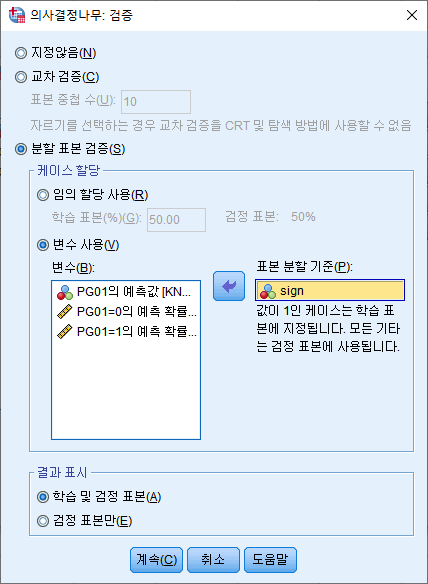 의사결정나무: 검증
지정않음(N)
교차 검증(C)
표본 중첩 수(U): 10
자르기를 선택하는 경우 교차 검증을 CRT 및 탐색 방법에 사용할 수 없음
분할 표본 검증(S)
케이스 할당
임의 할당 사용(R)
학습 표본(%)(G): 50.00 검정 표본: 50%
변수 사용(V)
변수(B):
PG01의 예측값 [KN...
PG01=0의 예측 확률...
PG01=1의 예측 확률...
표본 분할 기준(P):
sign
값이 1인 케이스는 학습 표
본에 지정됩니다. 모든 기타
는 검정 표본에 사용됩니다.
결과 표시
학습 및 검정 표본(A)
검정 표본만(E)
계속(C) 취소 도움말